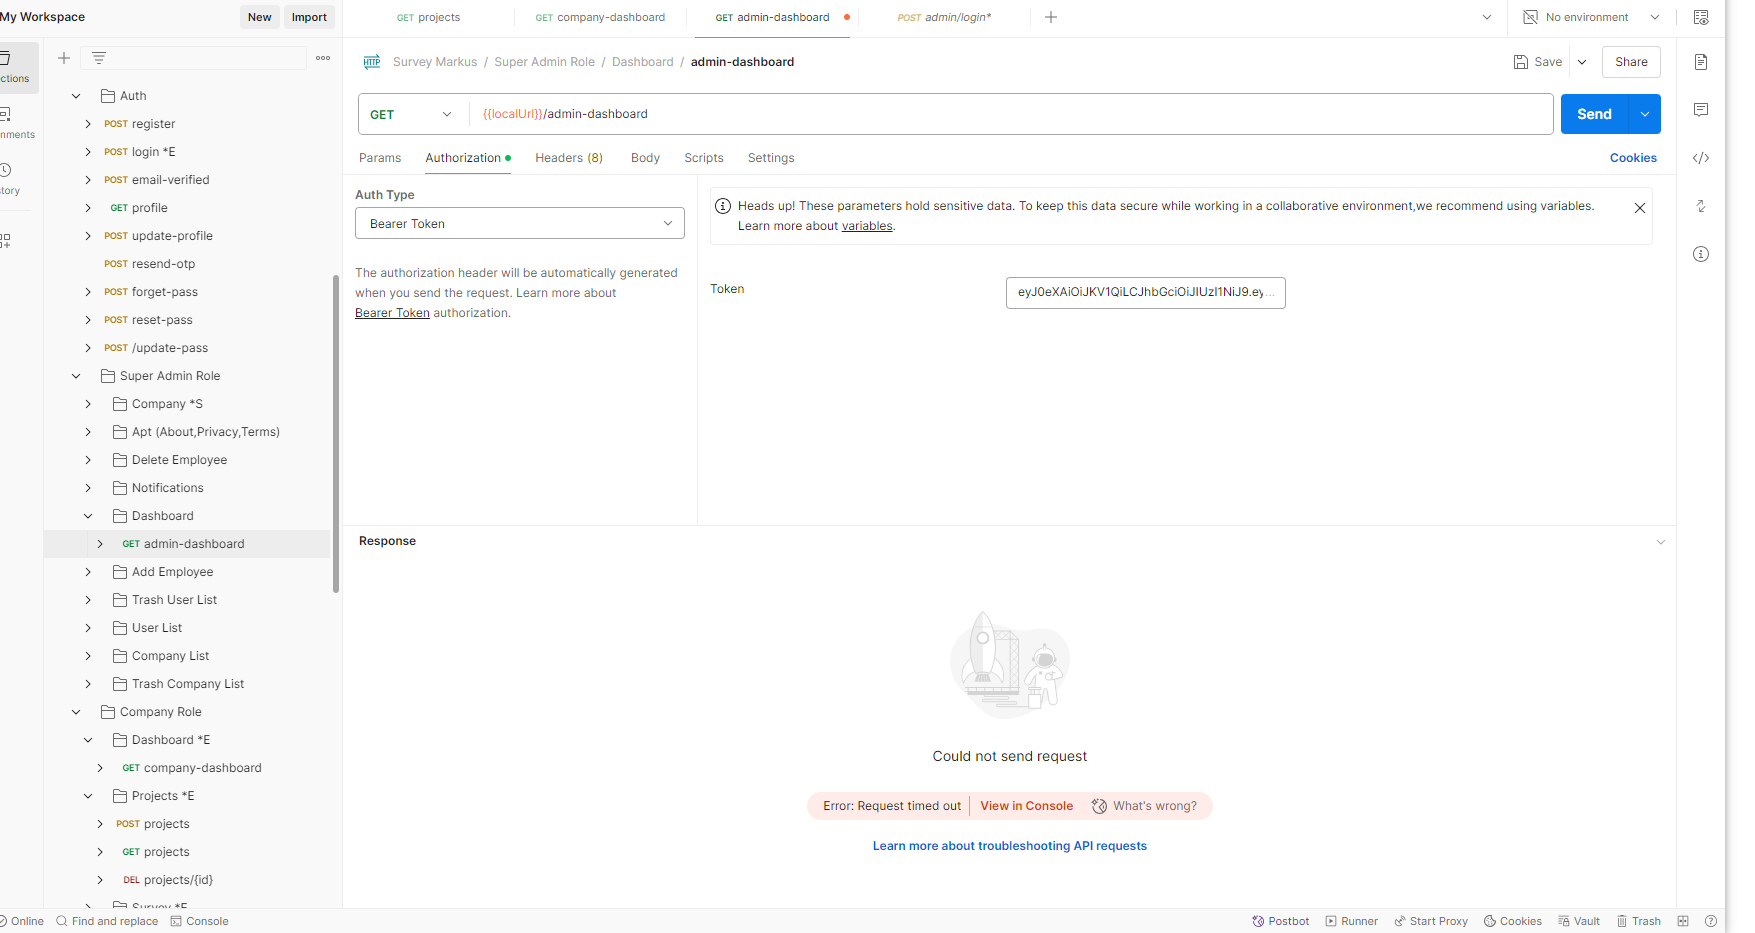 My Workspace
New
Import
GET projects
GET company-dashboard
GET admin-dashboard
POST admin/login*
No environment
Survey Markus / Super Admin Role / Dashboard / admin-dashboard
Save
Share
GET
{{localUrl}}/admin-dashboard
Send
Params
Authorization
Headers (8)
Body
Scripts
Settings
Cookies
Auth Type
Bearer Token
The authorization header will be automatically generated
when you send the request. Learn more about
Bearer Token authorization.
Heads up! These parameters hold sensitive data. To keep this data secure while working in a collaborative environment,we recommend using variables.
Learn more about variables.
Token
eyJ0eXAiOiJKV1QiLCJhbGciOiJIUzI1NiJ9.ey...
Response
Could not send request
Error: Request timed out
View in Console
What's wrong?
Learn more about troubleshooting API requests
ctions
nments
tory
Auth
POST register
POST login *E
POST email-verified
GET profile
POST update-profile
POST resend-otp
POST forget-pass
POST reset-pass
POST /update-pass
Super Admin Role
Company *S
Apt (About,Privacy,Terms)
Delete Employee
Notifications
Dashboard
GET admin-dashboard
Add Employee
Trash User List
User List
Company List
Trash Company List
Company Role
Dashboard *E
GET company-dashboard
Projects *E
POST projects
GET projects
DEL projects/{id}
Survey *E
Online
Find and replace
Console
Postbot
Runner
Start Proxy
Cookies
Vault
Trash